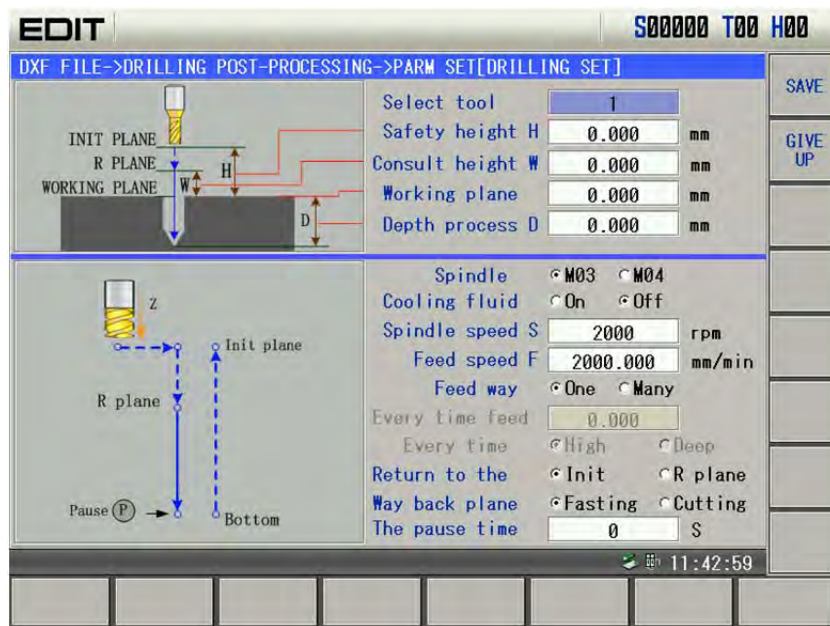 EDIT S00000 T00 H00
DXF FILE->DRILLING POST-PROCESSING->PARM SET[DRILLING SET]
SAVE
GIVE UP
INIT PLANE
R PLANE
WORKING PLANE
H
W
D
Select tool 1
Safety height H 0.000 mm
Consult height W 0.000 mm
Working plane 0.000 mm
Depth process D 0.000 mm
Z
Init plane
R plane
Pause P
Bottom
Spindle M03 M04
Cooling fluid On Off
Spindle speed S 2000 rpm
Feed speed F 2000.000 mm/min
Feed way One Many
Every time feed 0.000
Every time High Deep
Return to the Init R plane
Way back plane Fasting Cutting
The pause time 0 S
11:42:59